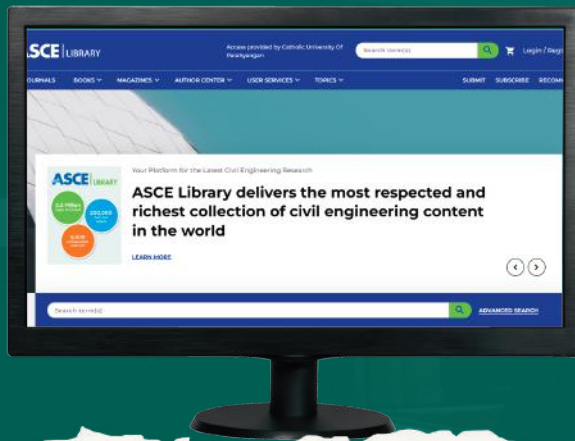 ASCE LIBRARY
Access provided by Catholic University Of
Parahyangan
Search term(s)
Login / Regis
OURNALS BOOKS MAGAZINES AUTHOR CENTER USER SERVICES TOPICS SUBMIT SUBSCRIBE RECOMM
Your Platform for the Latest Civil Engineering Research
ASCE LIBRARY
ASCE Library delivers the most respected and
richest collection of civil engineering content
in the world
LEARN MORE
Search term(s)
ADVANCED SEARCH